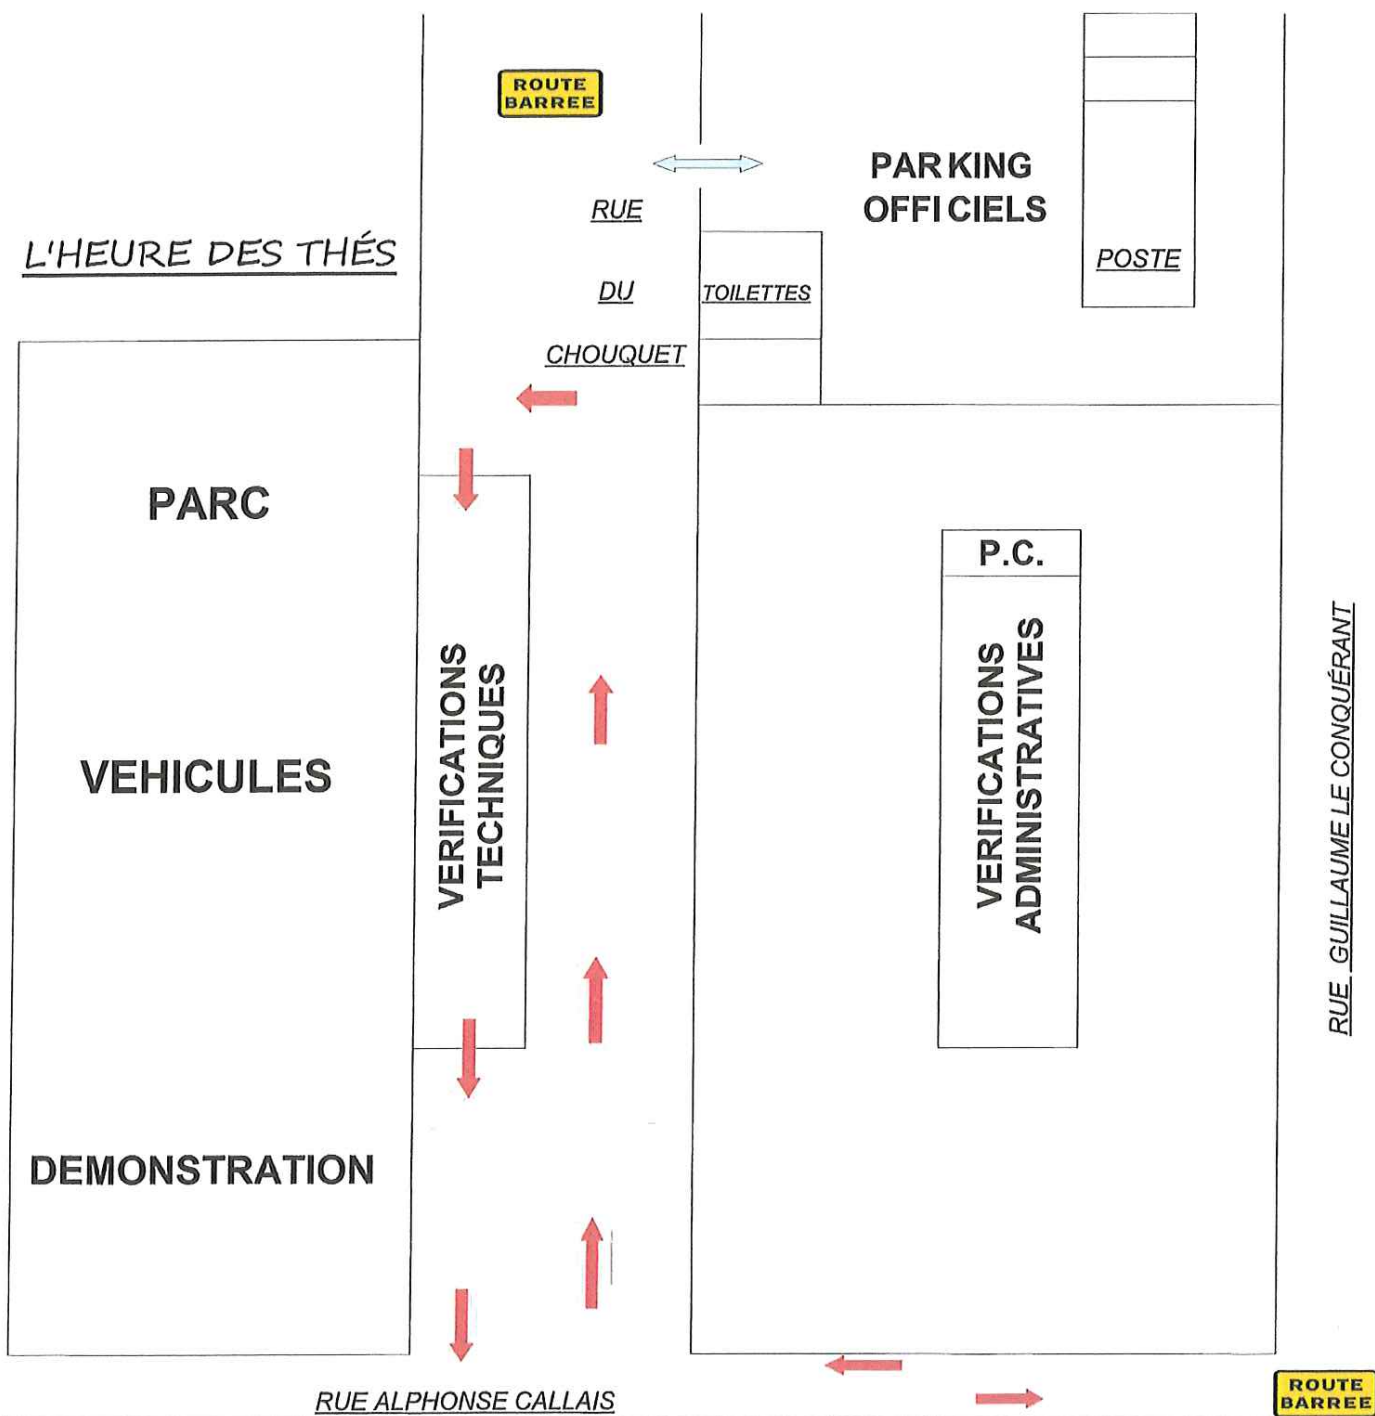 ROUTE
BARREE
PARKING
OFFICIELS
RUE
DU
CHOUQUET
L'HEURE DES THÉS
TOILETTES
POSTE
PARC
VEHICULES
DEMONSTRATION
VERIFICATIONS
TECHNIQUES
P.C.
VERIFICATIONS
ADMINISTRATIVES
RUE GUILLAUME LE CONQUÉRANT
RUE ALPHONSE CALLAIS
ROUTE
BARREE